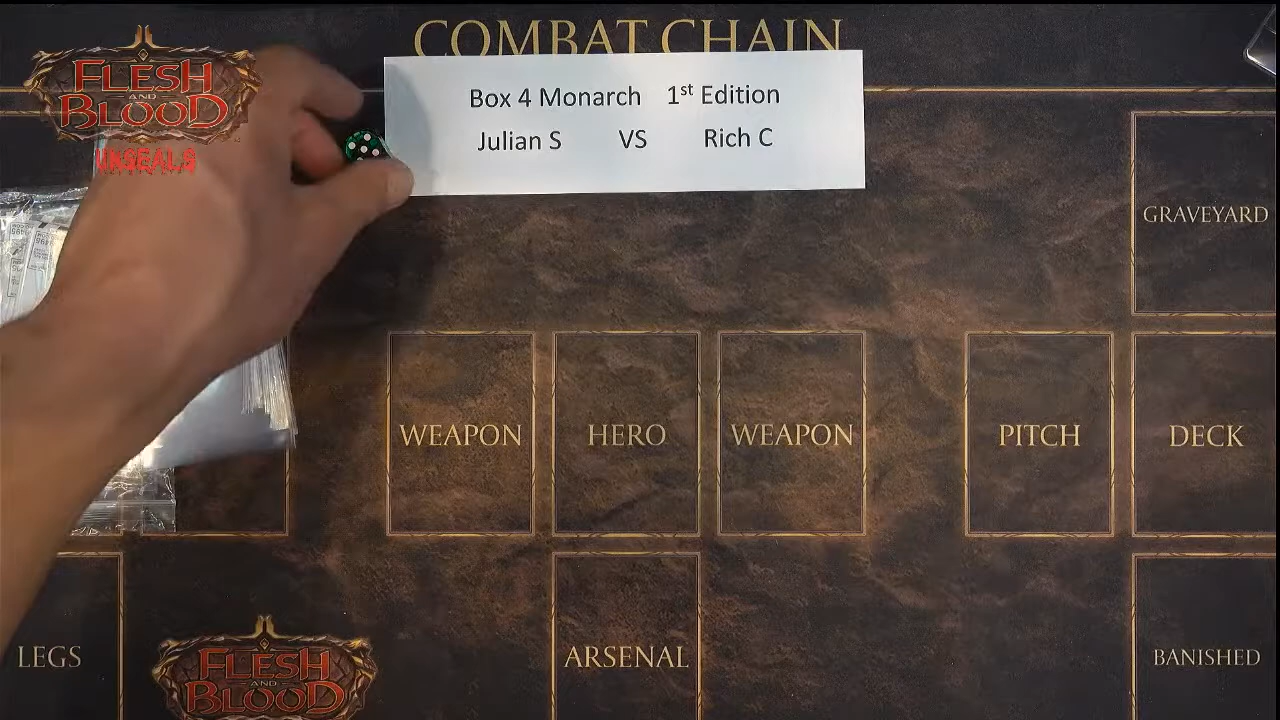 COMBAT CHAIN
FLESH
AND
BLOOD
UNSEALS
Box 4 Monarch 1st Edition
Julian S VS Rich C
GRAVEYARD
WEAPON
HERO
WEAPON
PITCH
DECK
LEGS
FLESH
AND
BLOOD
ARSENAL
BANISHED